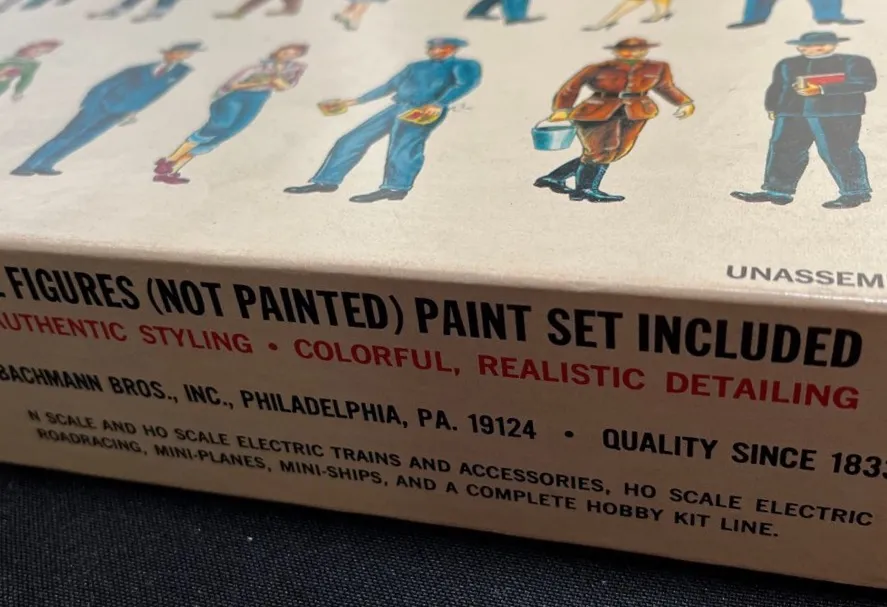 UNASSEM
FIGURES (NOT PAINTED) PAINT SET INCLUDED
AUTHENTIC STYLING • COLORFUL, REALISTIC DETAILING
BACHMANN BROS., INC., PHILADELPHIA, PA. 19124 • QUALITY SINCE 1833
N SCALE AND HO SCALE ELECTRIC TRAINS AND ACCESSORIES, HO SCALE ELECTRIC
ROADRACING, MINI-PLANES, MINI-SHIPS, AND A COMPLETE HOBBY KIT LINE.